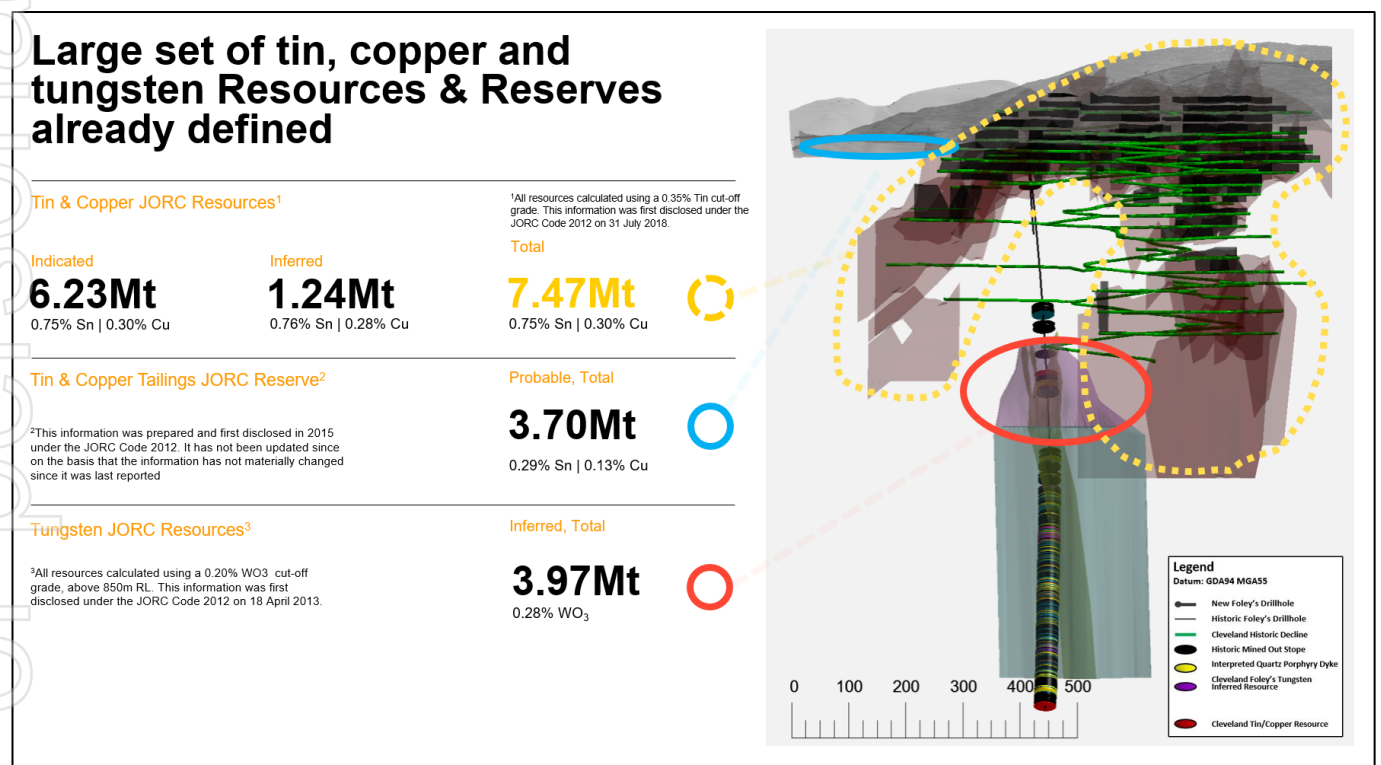 Large set of tin, copper and
tungsten Resources & Reserves
already defined
Tin & Copper JORC Resources¹
¹All resources calculated using a 0.35% Tin cut-off
grade. This information was first disclosed under the
JORC Code 2012 on 31 July 2018.
Indicated
6.23Mt
0.75% Sn | 0.30% Cu
Inferred
1.24Mt
0.76% Sn | 0.28% Cu
Total
7.47Mt
0.75% Sn | 0.30% Cu
Tin & Copper Tailings JORC Reserve²
²This information was prepared and first disclosed in 2015
under the JORC Code 2012. It has not been updated since
on the basis that the information has not materially changed
since it was last reported
Probable, Total
3.70Mt
0.29% Sn | 0.13% Cu
Tungsten JORC Resources³
³All resources calculated using a 0.20% WO3 cut-off
grade, above 850m RL. This information was first
disclosed under the JORC Code 2012 on 18 April 2013.
Inferred, Total
3.97Mt
0.28% WO₃
0 100 200 300 400 500
Legend
Datum: GDA94 MGA55
New Foley's Drillhole
Historic Foley's Drillhole
Cleveland Historic Decline
Historic Mined Out Stope
Interpreted Quartz Porphyry Dyke
Cleveland Foley's Tungsten
Inferred Resource
Cleveland Tin/Copper Resource